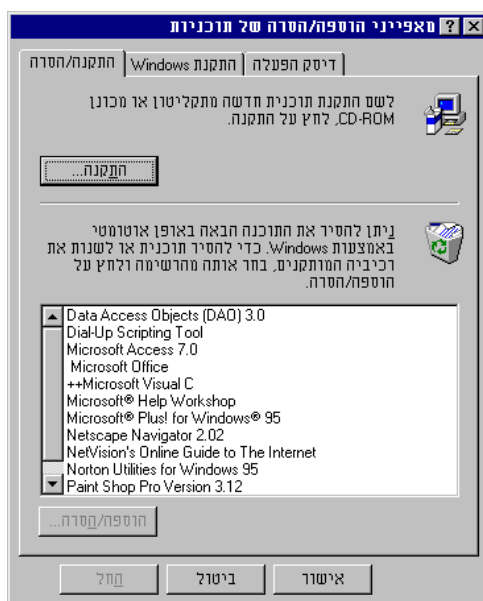 מאפייני הוספה/הסרה של תוכניות
התקנה/הסרה
התקנת Windows
דיסק הפעלה
לשם התקנת תוכנית חדשה מתקליטון או מכונן
CD-ROM, לחץ על התקנה.
התקנה...
ניתן להסיר את התוכנה הבאה באופן אוטומטי
באמצעות Windows. כדי להסיר תוכנית או לשנות את
רכיביה המותקנים, בחר אותה מהרשימה ולחץ על
הוספה/הסרה.
Data Access Objects (DAO) 3.0
Dial-Up Scripting Tool
Microsoft Access 7.0
Microsoft Office
++Microsoft Visual C
Microsoft® Help Workshop
Microsoft® Plus! for Windows® 95
Netscape Navigator 2.02
NetVision's Online Guide to The Internet
Norton Utilities for Windows 95
Paint Shop Pro Version 3.12
הוספה/הסרה...
אישור
ביטול
החל